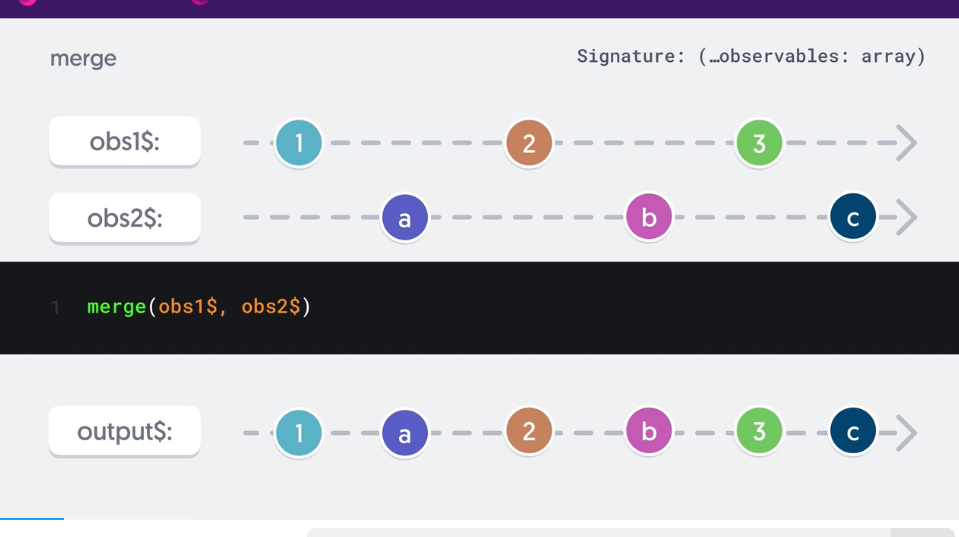 merge
Signature: (…observables: array)
obs1$:
1 2 3
obs2$:
a b c
1 merge(obs1$, obs2$)
output$:
1 a 2 b 3 c